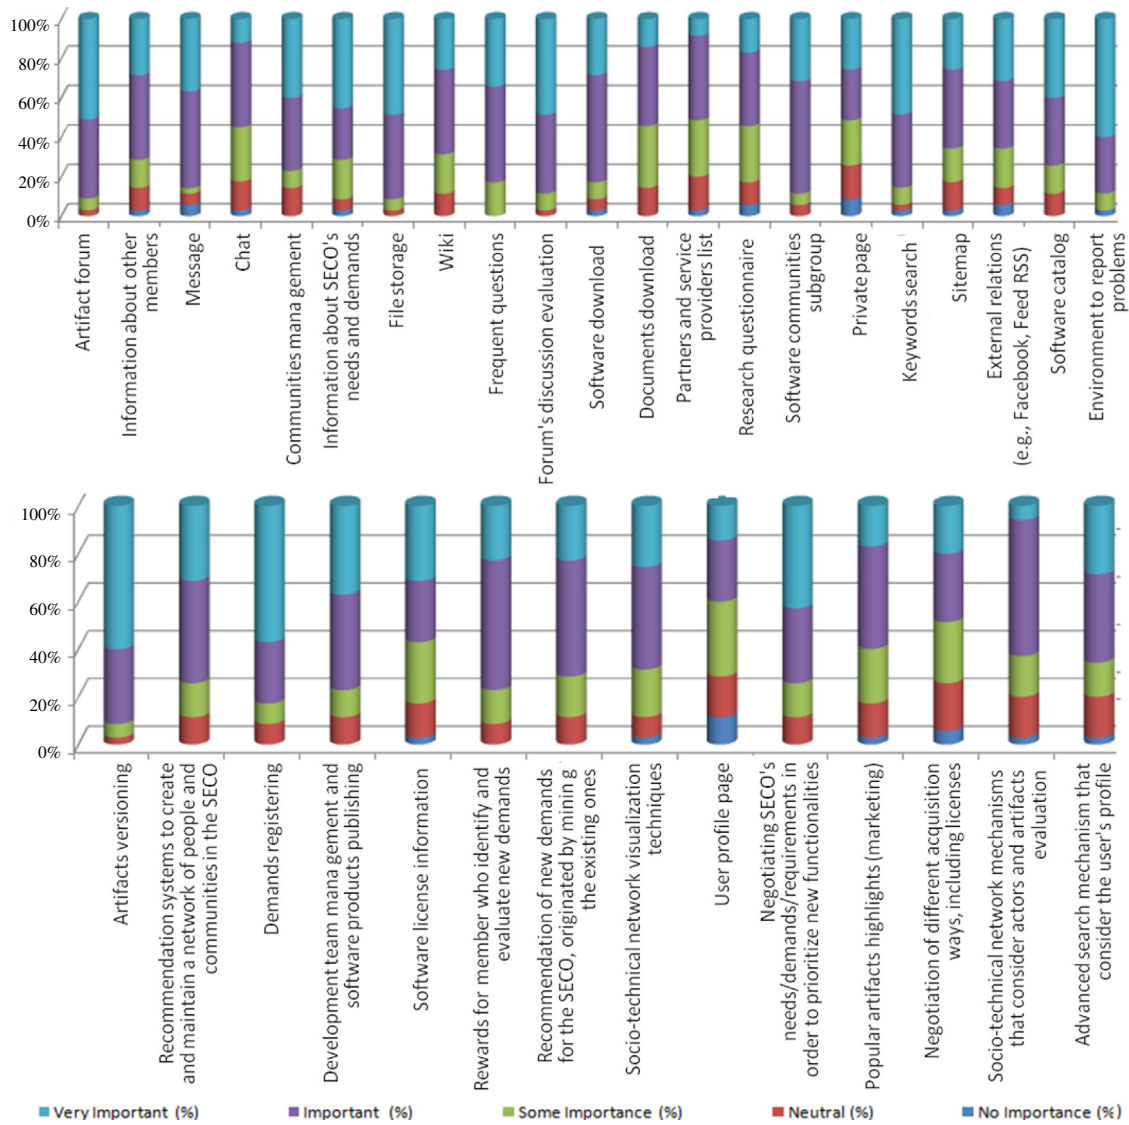 100%
80%
60%
40%
20%
0%
Artifact forum
Information about other
members
Message
Chat
Communities mana gement
Information about SECO's
needs and demands
File storage
Wiki
Frequent questions
Forum's discussion evaluation
Software download
Documents download
Partners and service
providers list
Research questionnaire
Software communities
subgroup
Private page
Keywords search
Sitemap
External relations
(e.g., Facebook, Feed RSS)
Software catalog
Environment to report
problems
100%
80%
60%
40%
20%
0%
Artifacts versioning
Recommendation systems to create
and maintain a network of people and
communities in the SECO
Demands registering
Development team mana gement and
software products publishing
Software license information
Rewards for member who identify and
evaluate new demands
Recommendation of new demands
for the SECO, originated by minin g
the existing ones
Socio-technical network visualization
techniques
User profile page
Negotiating SECO's
needs/demands/requirements in
order to prioritize new functionalities
Popular artifacts highlights (marketing)
Negotiation of different acquisition
ways, including licenses
Socio-technical network mechanisms
that consider actors and artifacts
evaluation
Advanced search mechanism that
consider the user's profile
Very Important (%)
Important (%)
Some Importance (%)
Neutral (%)
No Importance (%)